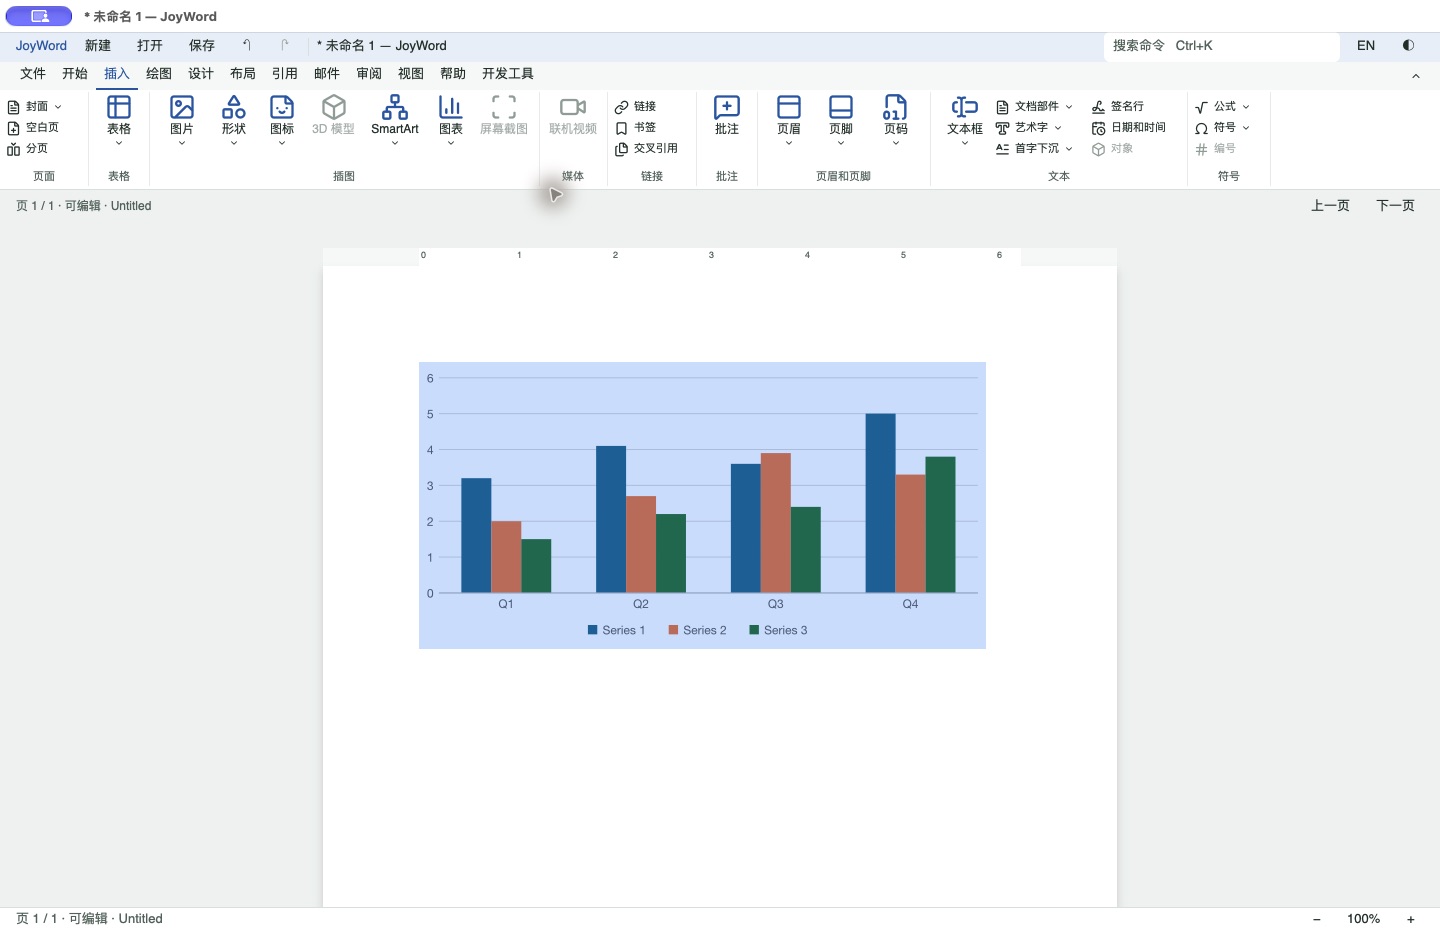 * 未命名 1 — JoyWord
JoyWord 新建 打开 保存 * 未命名 1 — JoyWord 搜索命令 Ctrl+K EN
文件 开始 插入 绘图 设计 布局 引用 邮件 审阅 视图 帮助 开发工具
封面
空白页
分页
页面
表格
表格
图片 形状 图标 3D 模型 SmartArt 图表 屏幕截图
插图
联机视频
媒体
链接
书签
交叉引用
链接
批注
批注
页眉 页脚 页码
页眉和页脚
文本框
文档部件 签名行
艺术字 日期和时间
首字下沉 对象
文本
公式
符号
编号
符号
页 1 / 1 · 可编辑 · Untitled 上一页 下一页
0 1 2 3 4 5 6
6
5
4
3
2
1
0
Q1 Q2 Q3 Q4
Series 1 Series 2 Series 3
页 1 / 1 · 可编辑 · Untitled − 100% +